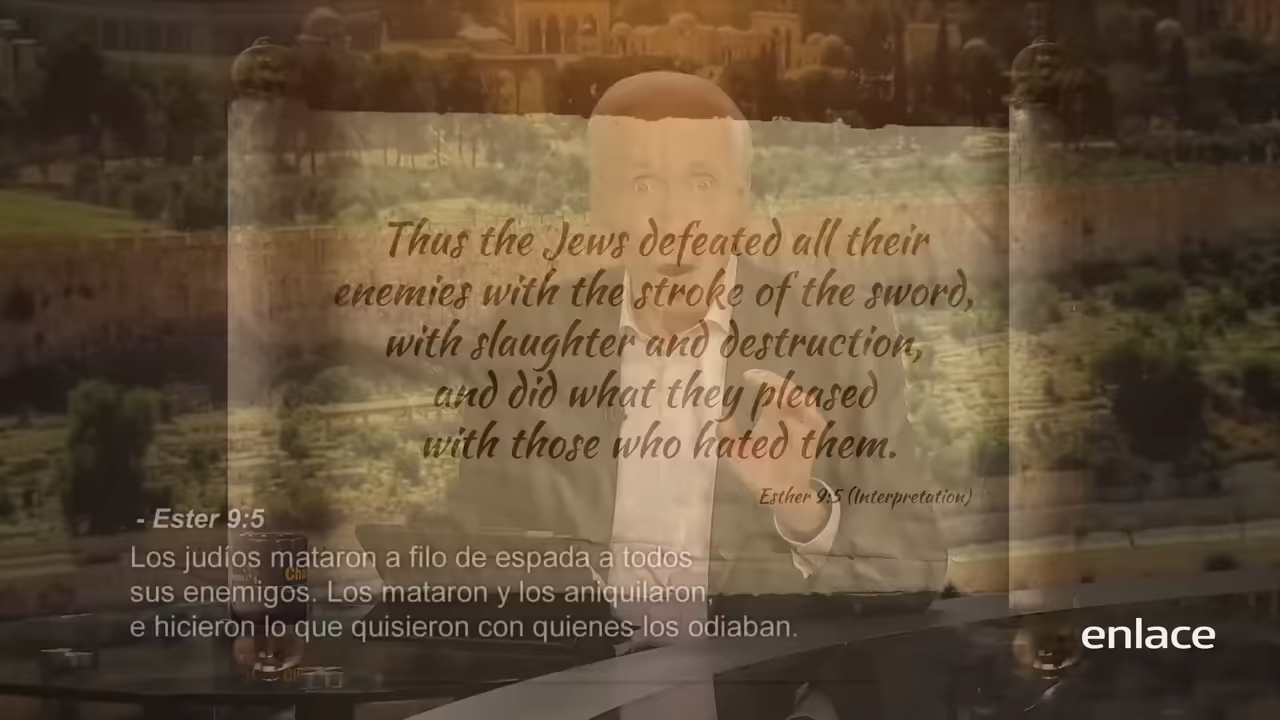 Thus the Jews defeated all their
enemies with the stroke of the sword,
with slaughter and destruction,
and did what they pleased
with those who hated them.
Esther 9:5 (Interpretation)
- Ester 9:5
Los judíos mataron a filo de espada a todos
sus enemigos. Los mataron y los aniquilaron,
e hicieron lo que quisieron con quienes los odiaban.
enlace